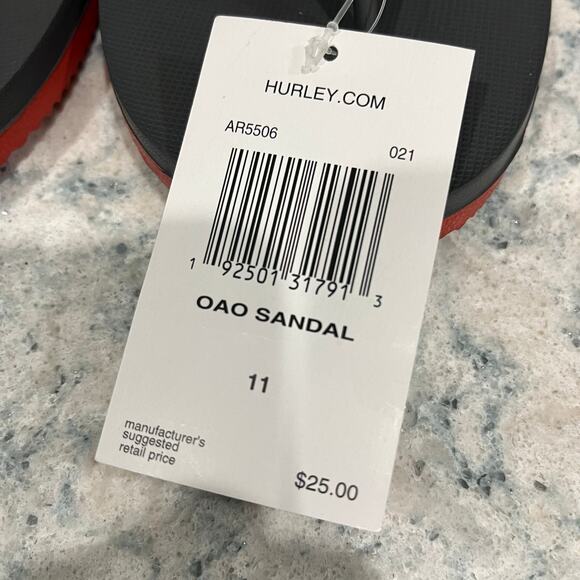 HURLEY.COM
AR5506
021
1 92501 31791 3
OAO SANDAL
11
manufacturer's
suggested
retail price
$25.00